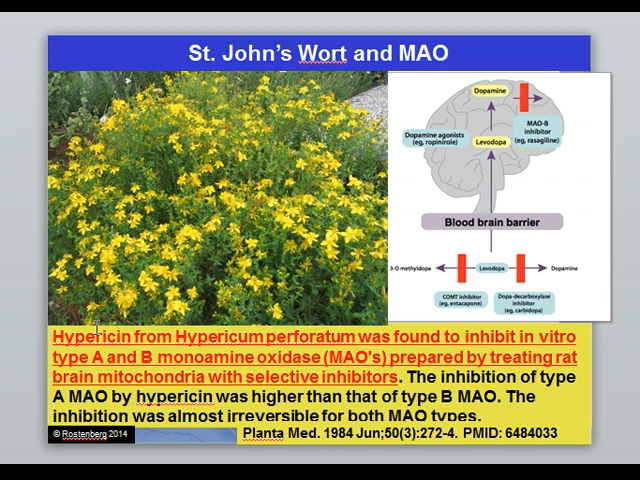 St. John's Wort and MAO
Dopamine
MAO-B
inhibitor
(eg, rasagiline)
Dopamine agonists
(eg, ropinirole)
Levodopa
Blood brain barrier
3-O methyldopa
Levodopa
Dopamine
COMT inhibitor
(eg, entacapone)
Dopa-decarboxylase
inhibitor
(eg, carbidopa)
Hypericin from Hypericum perforatum was found to inhibit in vitro
type A and B monoamine oxidase (MAO's) prepared by treating rat
brain mitochondria with selective inhibitors. The inhibition of type
A MAO by hypericin was higher than that of type B MAO. The
inhibition was almost irreversible for both MAO types.
© Rostenberg 2014
Planta Med. 1984 Jun;50(3):272-4. PMID: 6484033